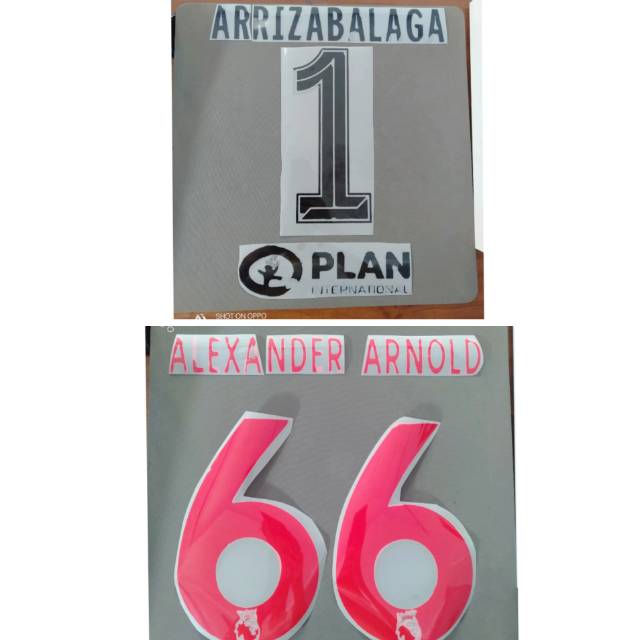 ARRIZABALAGA
1
PLAN
INTERNATIONAL
SHOT ON OPPO
ALEXANDER ARNOLD
66